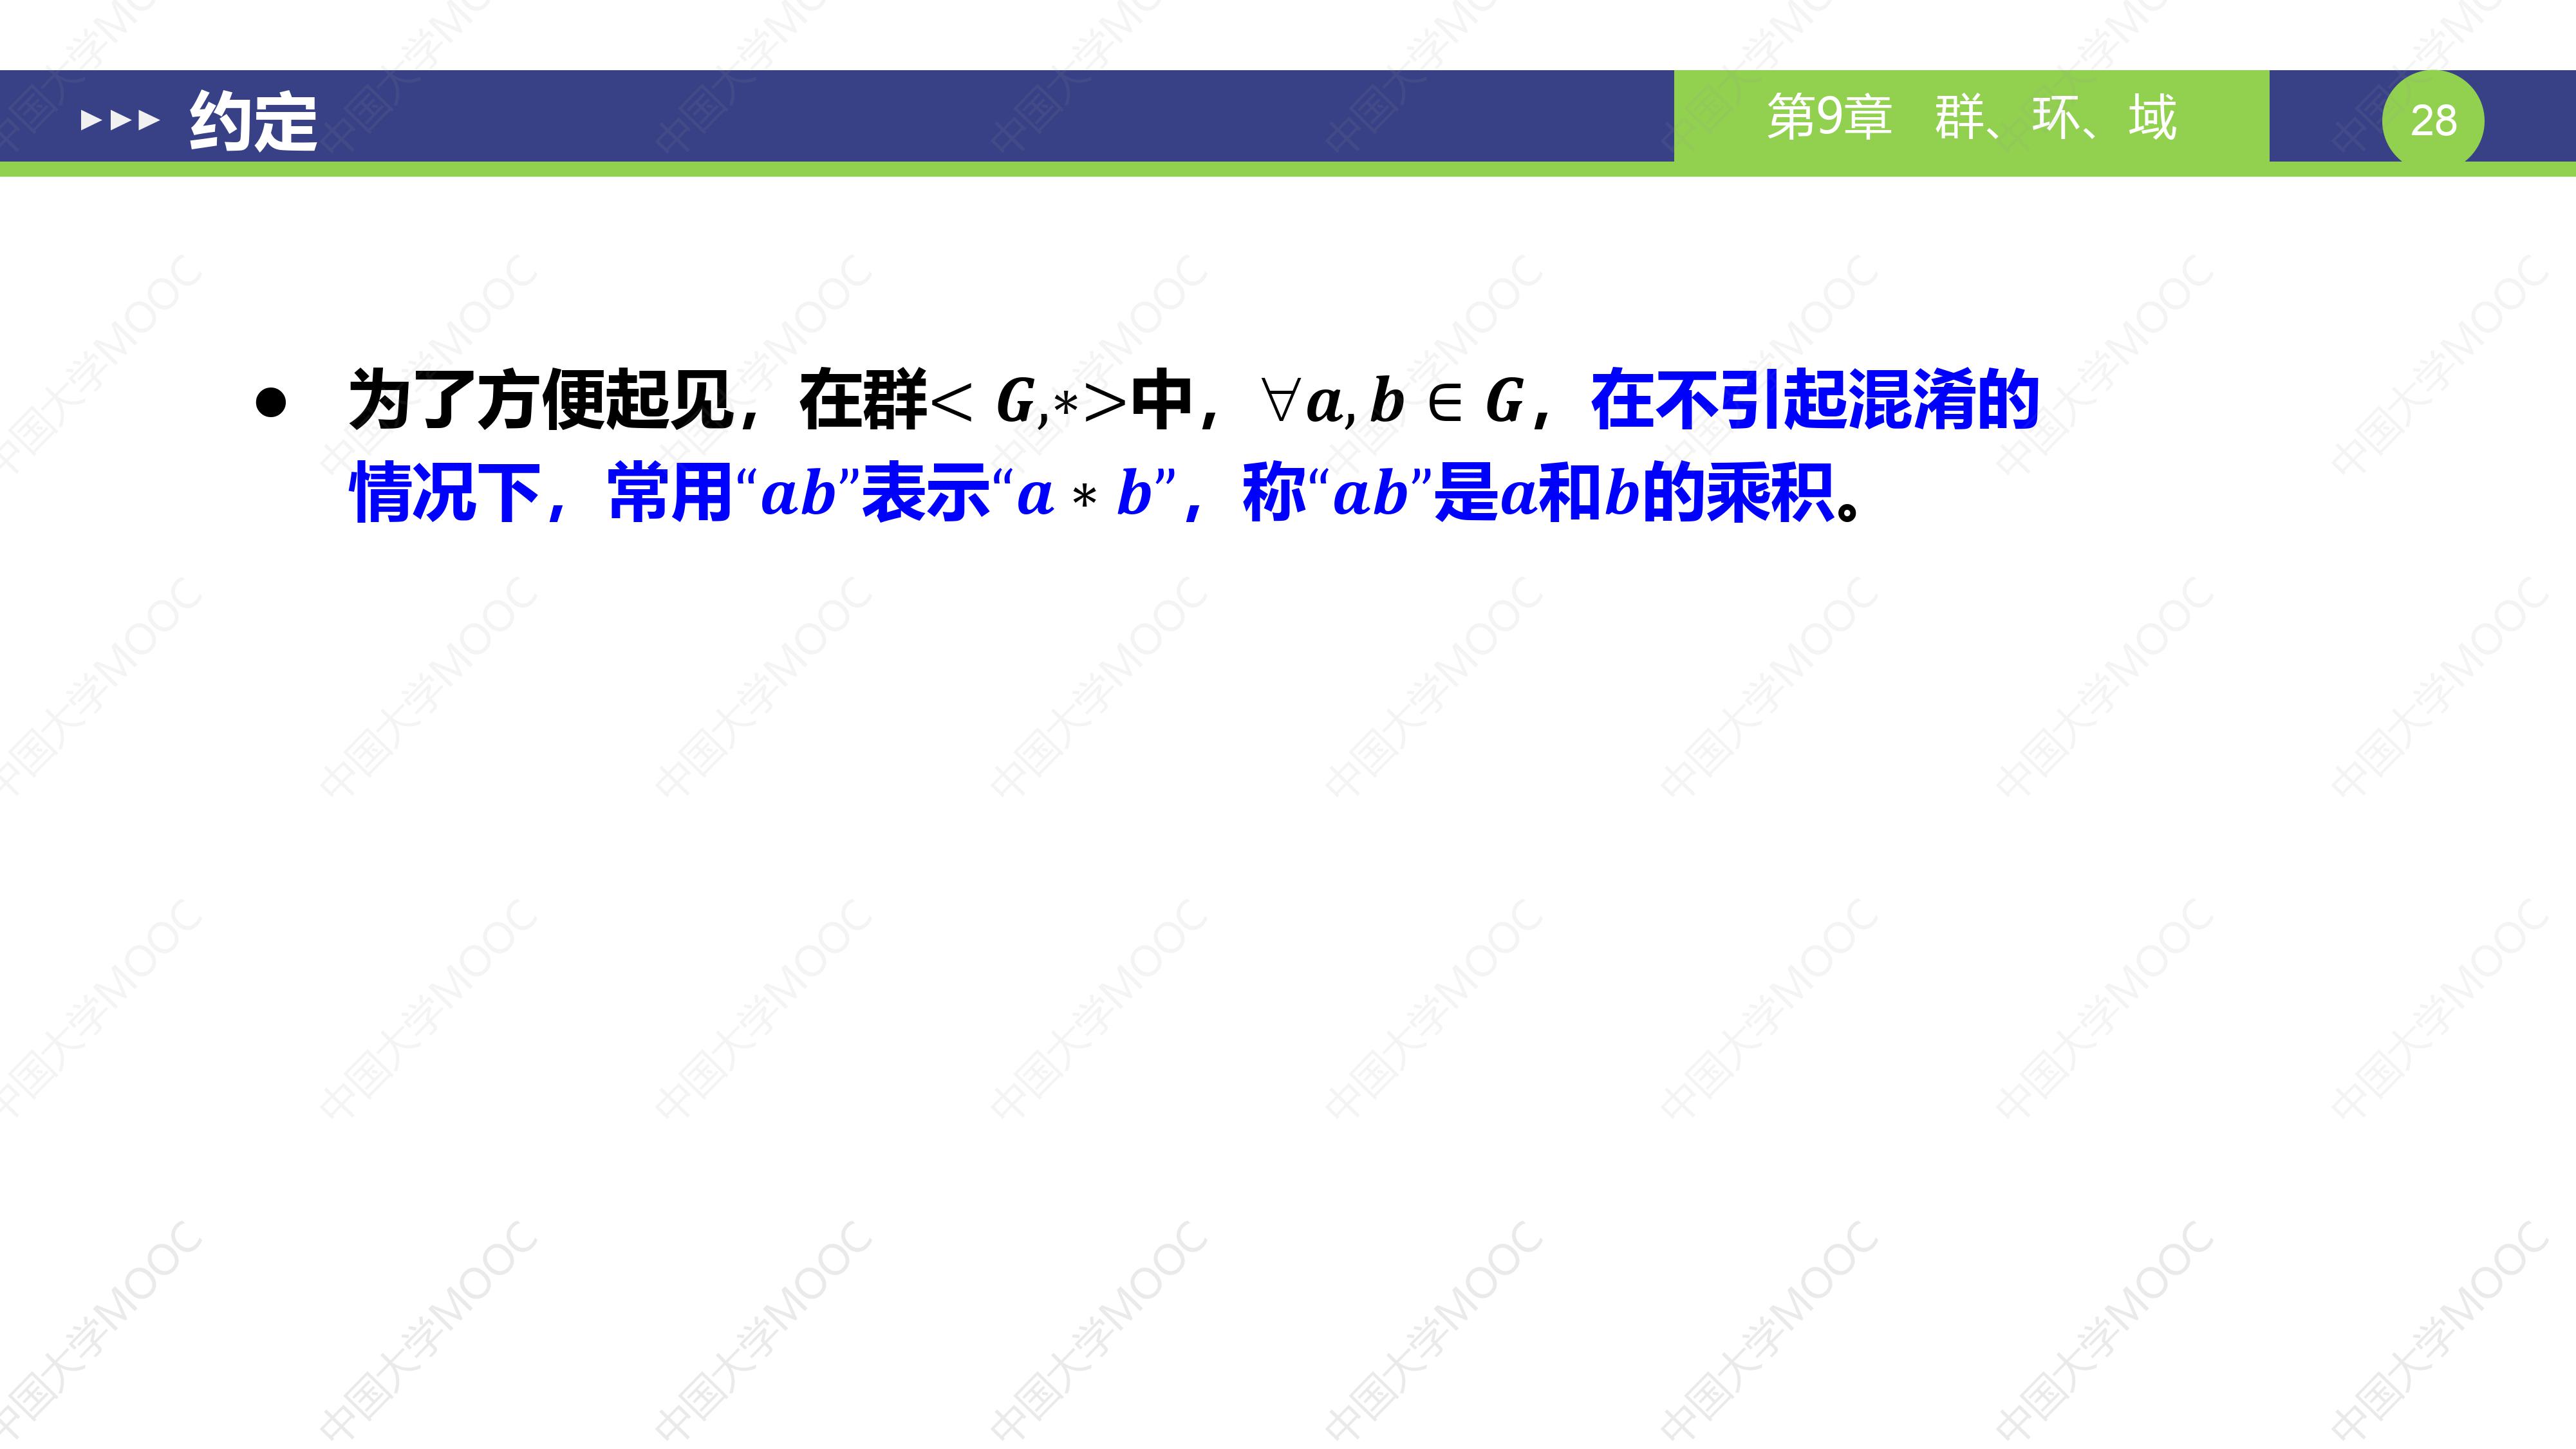 约定
第9章 群、环、域
28
● 为了方便起见，在群< G,∗>中，∀a, b ∈ G，在不引起混淆的
情况下，常用“ab”表示“a ∗ b”，称“ab”是a和b的乘积。
中国大学MOOC